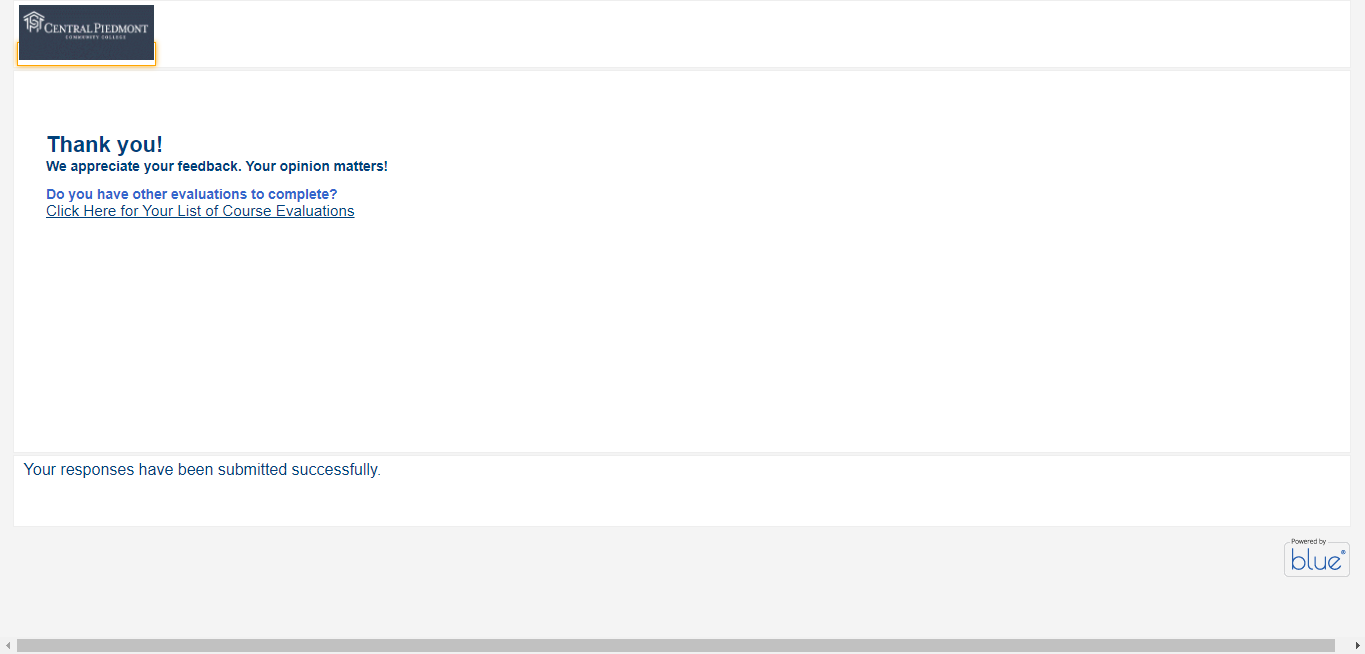 CENTRAL PIEDMONT
COMMUNITY COLLEGE
Thank you!
We appreciate your feedback. Your opinion matters!
Do you have other evaluations to complete?
Click Here for Your List of Course Evaluations
Your responses have been submitted successfully.
Powered by
blue®